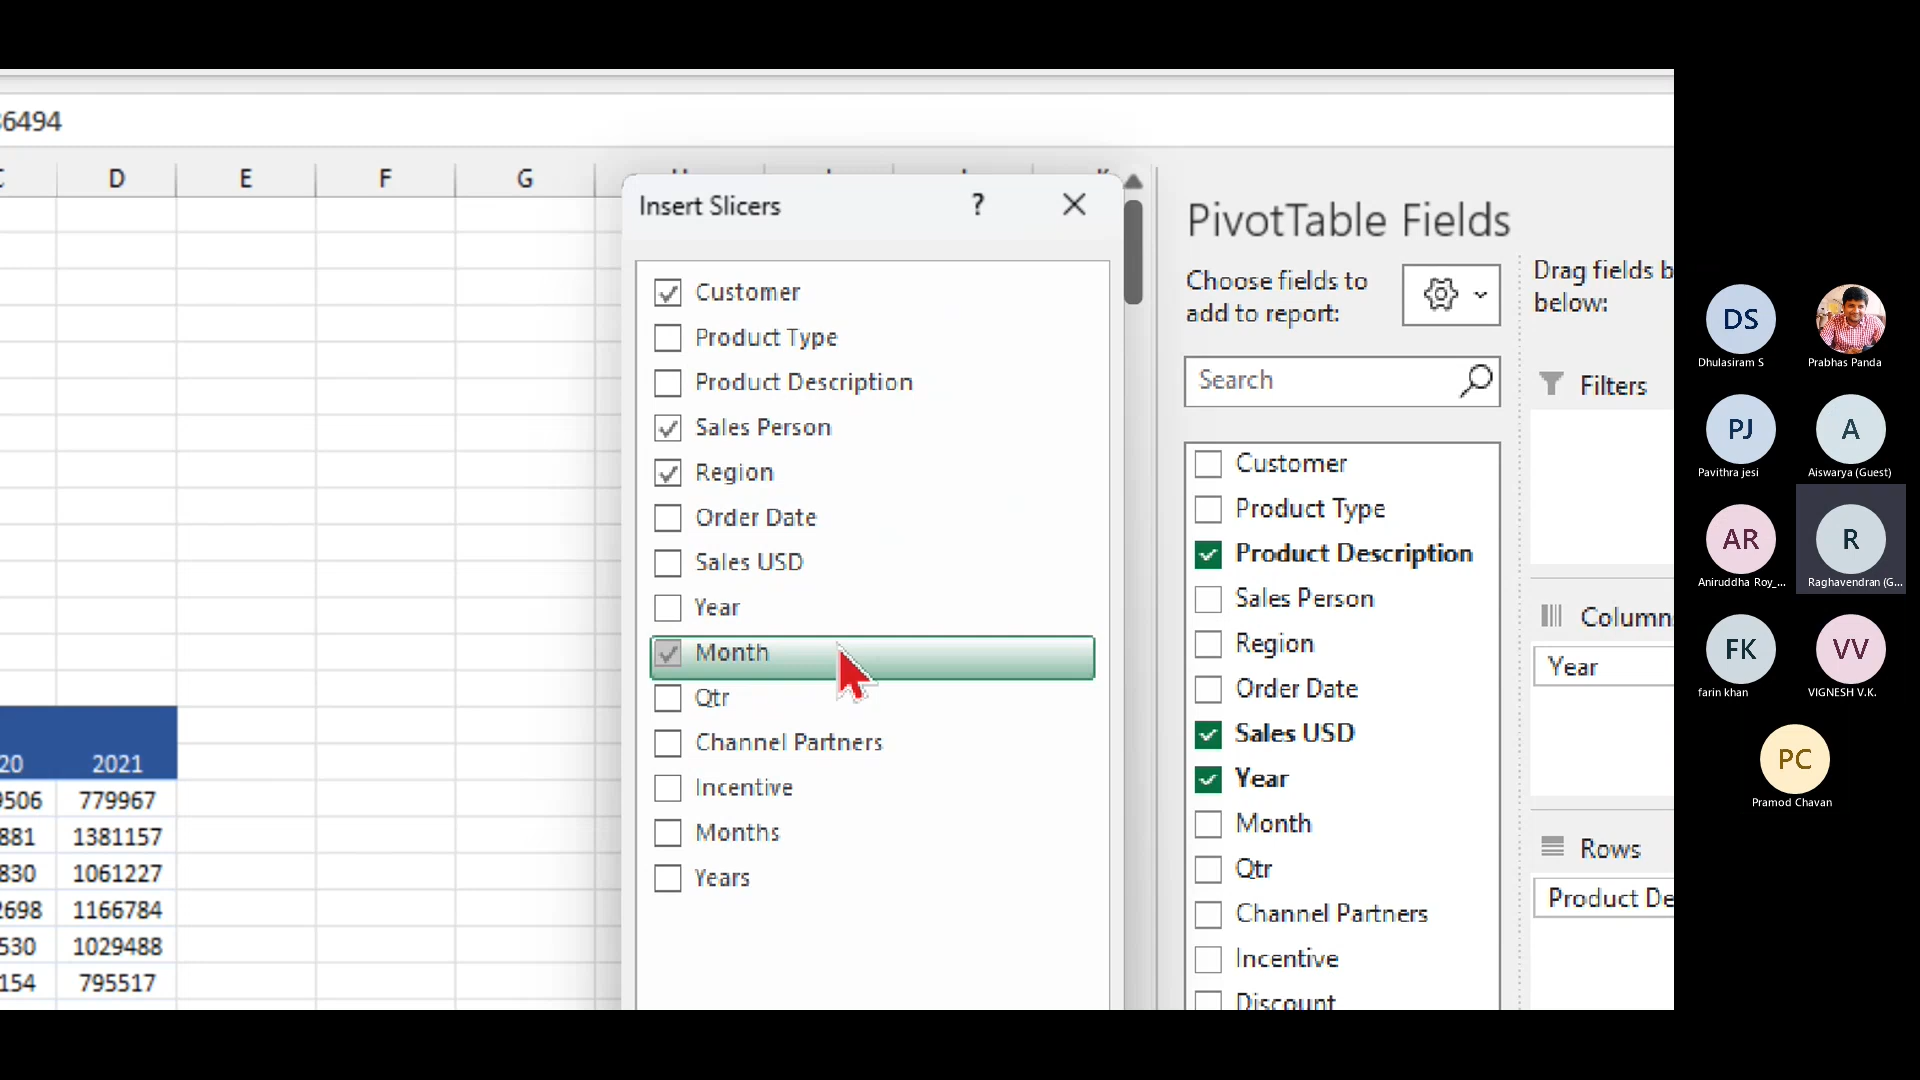 36494
C D E F G
Insert Slicers ?
Customer
Product Type
Product Description
Sales Person
Region
Order Date
Sales USD
Year
Month
Qtr
Channel Partners
Incentive
Months
Years
20 2021
9506 779967
881 1381157
830 1061227
2698 1166784
530 1029488
154 795517
PivotTable Fields
Choose fields to
add to report:
Search
Customer
Product Type
Product Description
Sales Person
Region
Order Date
Sales USD
Year
Month
Qtr
Channel Partners
Incentive
Discount
Drag fields b
below:
Filters
Column
Year
Rows
Product De
DS
Dhulasiram S
Prabhas Panda
PJ
Pavithra jesi
A
Aiswarya (Guest)
AR
Aniruddha Roy_...
R
Raghavendran (G...
FK
farin khan
VV
VIGNESH V.K.
PC
Pramod Chavan